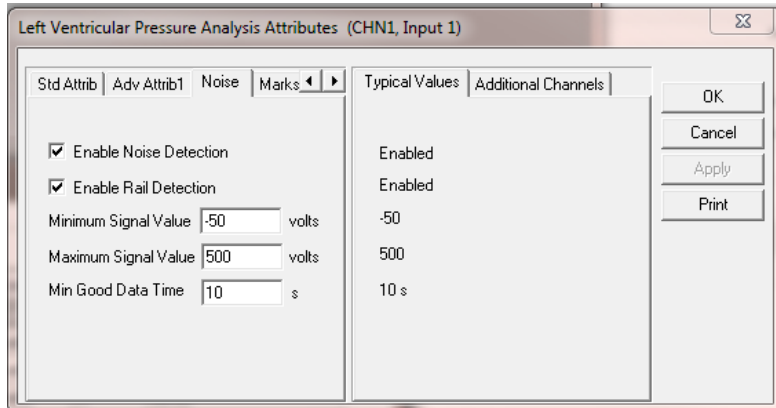 Left Ventricular Pressure Analysis Attributes (CHN1, Input 1)
Std Attrib Adv Attrib1 Noise Marks
Enable Noise Detection
Enable Rail Detection
Minimum Signal Value -50 volts
Maximum Signal Value 500 volts
Min Good Data Time 10 s
Typical Values Additional Channels
Enabled
Enabled
-50
500
10 s
OK
Cancel
Apply
Print